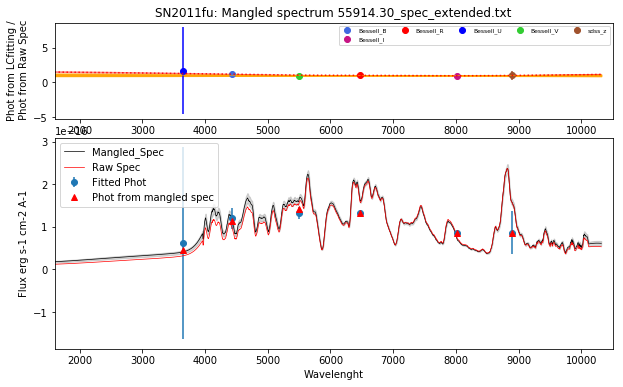 SN2011fu: Mangled spectrum 55914.30_spec_extended.txt
Phot from LCfitting /
Phot from Raw Spec
Bessell_B
Bessell_R
Bessell_U
Bessell_V
sdss_z
Bessell_I
5
0
−5
2000
3000
4000
5000
6000
7000
8000
9000
10000
Flux erg s-1 cm-2 A-1
3
2
1
0
−1
Mangled_Spec
Raw Spec
Fitted Phot
Phot from mangled spec
2000
3000
4000
5000
6000
7000
8000
9000
10000
Wavelenght